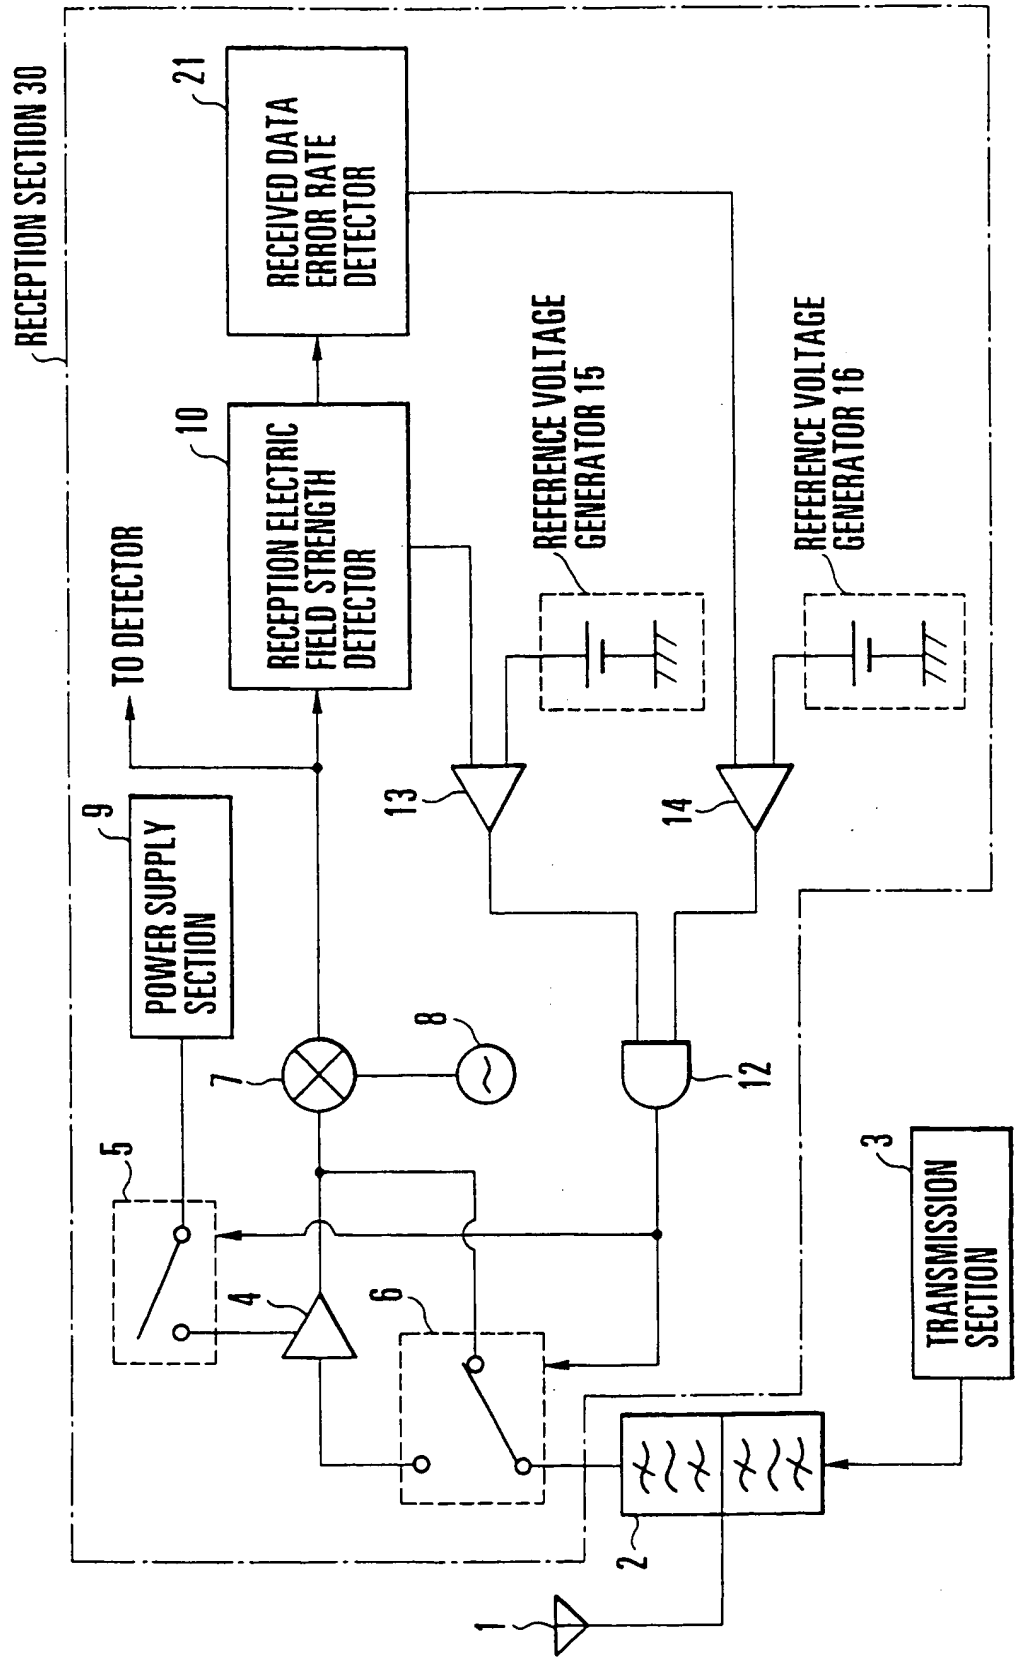 RECEPTION SECTION 30
TO DETECTOR
9
POWER SUPPLY
SECTION
5
4
6
7
8
10
RECEPTION ELECTRIC
FIELD STRENGTH
DETECTOR
21
RECEIVED DATA
ERROR RATE
DETECTOR
13
REFERENCE VOLTAGE
GENERATOR 15
14
REFERENCE VOLTAGE
GENERATOR 16
12
1
2
3
TRANSMISSION
SECTION